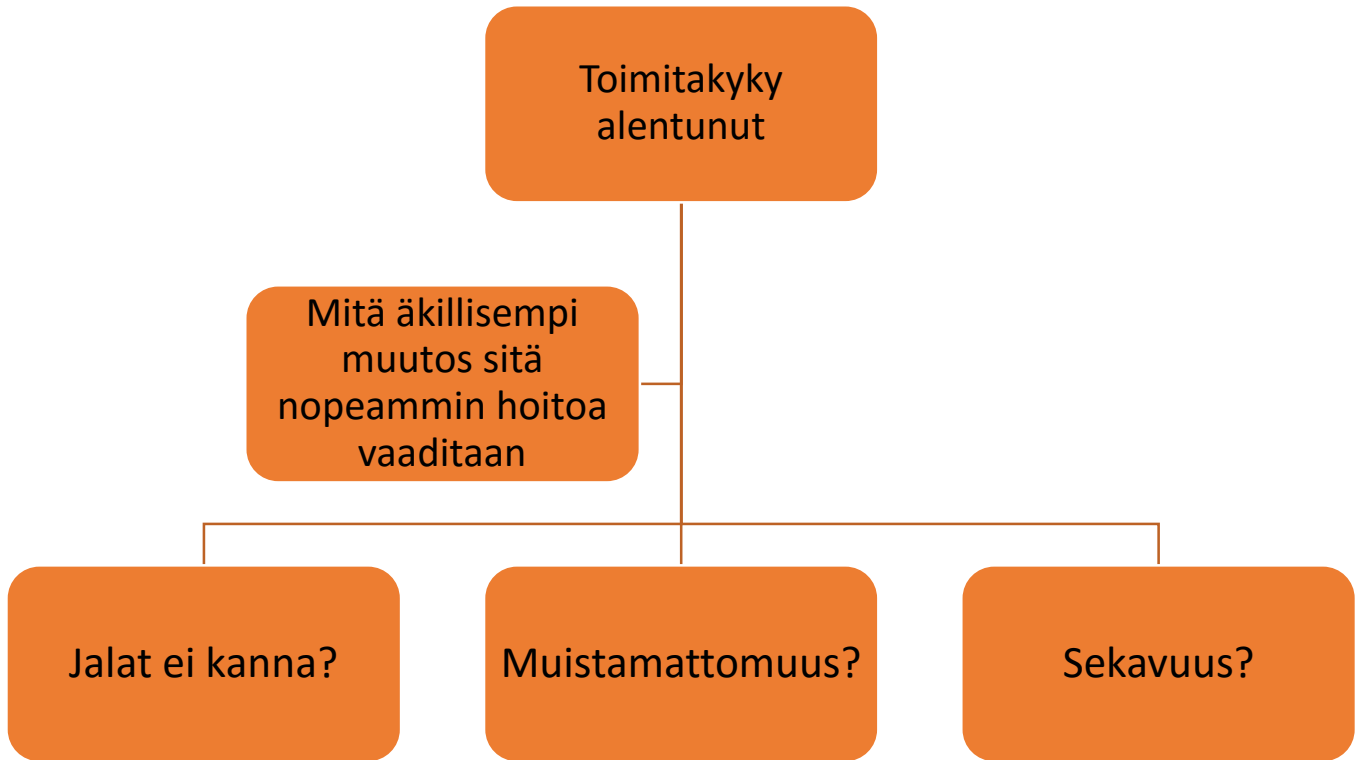 Toimitakyky
alentunut
Mitä äkillisempi
muutos sitä
nopeammin hoitoa
vaaditaan
Jalat ei kanna?
Muistamattomuus?
Sekavuus?